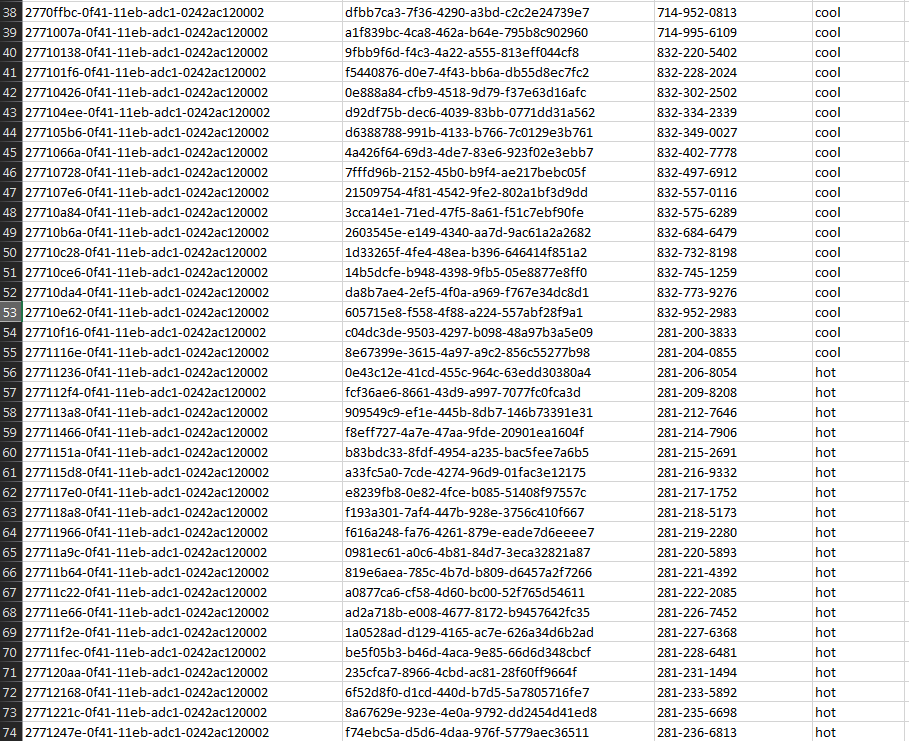 38 2770ffbc-0f41-11eb-adc1-0242ac120002 dfbb7ca3-7f36-4290-a3bd-c2c2e24739e7 714-952-0813 cool
39 2771007a-0f41-11eb-adc1-0242ac120002 a1f839bc-4ca8-462a-b64e-795b8c902960 714-995-6109 cool
40 27710138-0f41-11eb-adc1-0242ac120002 9fbb9f6d-f4c3-4a22-a555-813eff044cf8 832-220-5402 cool
41 277101f6-0f41-11eb-adc1-0242ac120002 f5440876-d0e7-4f43-bb6a-db55d8ec7fc2 832-228-2024 cool
42 27710426-0f41-11eb-adc1-0242ac120002 0e888a84-cfb9-4518-9d79-f37e63d16afc 832-302-2502 cool
43 277104ee-0f41-11eb-adc1-0242ac120002 d92df75b-dec6-4039-83bb-0771dd31a562 832-334-2339 cool
44 277105b6-0f41-11eb-adc1-0242ac120002 d6388788-991b-4133-b766-7c0129e3b761 832-349-0027 cool
45 2771066a-0f41-11eb-adc1-0242ac120002 4a426f64-69d3-4de7-83e6-923f02e3ebb7 832-402-7778 cool
46 27710728-0f41-11eb-adc1-0242ac120002 7fffd96b-2152-45b0-b9f4-ae217bebc05f 832-497-6912 cool
47 277107e6-0f41-11eb-adc1-0242ac120002 21509754-4f81-4542-9fe2-802a1bf3d9dd 832-557-0116 cool
48 27710a84-0f41-11eb-adc1-0242ac120002 3cca14e1-71ed-47f5-8a61-f51c7ebf90fe 832-575-6289 cool
49 27710b6a-0f41-11eb-adc1-0242ac120002 2603545e-e149-4340-aa7d-9ac61a2a2682 832-684-6479 cool
50 27710c28-0f41-11eb-adc1-0242ac120002 1d33265f-4fe4-48ea-b396-646414f851a2 832-732-8198 cool
51 27710ce6-0f41-11eb-adc1-0242ac120002 14b5dcfe-b948-4398-9fb5-05e8877e8ff0 832-745-1259 cool
52 27710da4-0f41-11eb-adc1-0242ac120002 da8b7ae4-2ef5-4f0a-a969-f767e34dc8d1 832-773-9276 cool
53 27710e62-0f41-11eb-adc1-0242ac120002 605715e8-f558-4f88-a224-557abf28f9a1 832-952-2983 cool
54 27710f16-0f41-11eb-adc1-0242ac120002 c04dc3de-9503-4297-b098-48a97b3a5e09 281-200-3833 cool
55 2771116e-0f41-11eb-adc1-0242ac120002 8e67399e-3615-4a97-a9c2-856c55277b98 281-204-0855 cool
56 27711236-0f41-11eb-adc1-0242ac120002 0e43c12e-41cd-455c-964c-63edd30380a4 281-206-8054 hot
57 277112f4-0f41-11eb-adc1-0242ac120002 fcf36ae6-8661-43d9-a997-7077fc0fca3d 281-209-8208 hot
58 277113a8-0f41-11eb-adc1-0242ac120002 909549c9-ef1e-445b-8db7-146b73391e31 281-212-7646 hot
59 27711466-0f41-11eb-adc1-0242ac120002 f8eff727-4a7e-47aa-9fde-20901ea1604f 281-214-7906 hot
60 2771151a-0f41-11eb-adc1-0242ac120002 b83bdc33-8fdf-4954-a235-bac5fee7a6b5 281-215-2691 hot
61 277115d8-0f41-11eb-adc1-0242ac120002 a33fc5a0-7cde-4274-96d9-01fac3e12175 281-216-9332 hot
62 277117e0-0f41-11eb-adc1-0242ac120002 e8239fb8-0e82-4fce-b085-51408f97557c 281-217-1752 hot
63 277118a8-0f41-11eb-adc1-0242ac120002 f193a301-7af4-447b-928e-3756c410f667 281-218-5173 hot
64 27711966-0f41-11eb-adc1-0242ac120002 f616a248-fa76-4261-879e-eade7d6eeee7 281-219-2280 hot
65 27711a9c-0f41-11eb-adc1-0242ac120002 0981ec61-a0c6-4b81-84d7-3eca32821a87 281-220-5893 hot
66 27711b64-0f41-11eb-adc1-0242ac120002 819e6aea-785c-4b7d-b809-d6457a2f7266 281-221-4392 hot
67 27711c22-0f41-11eb-adc1-0242ac120002 a0877ca6-cf58-4d60-bc00-52f765d54611 281-222-2085 hot
68 27711e66-0f41-11eb-adc1-0242ac120002 ad2a718b-e008-4677-8172-b9457642fc35 281-226-7452 hot
69 27711f2e-0f41-11eb-adc1-0242ac120002 1a0528ad-d129-4165-ac7e-626a34d6b2ad 281-227-6368 hot
70 27711fec-0f41-11eb-adc1-0242ac120002 be5f05b3-b46d-4aca-9e85-66d6d348cbcf 281-228-6481 hot
71 277120aa-0f41-11eb-adc1-0242ac120002 235cfca7-8966-4cbd-ac81-28f60ff9664f 281-231-1494 hot
72 27712168-0f41-11eb-adc1-0242ac120002 6f52d8f0-d1cd-440d-b7d5-5a7805716fe7 281-233-5892 hot
73 2771221c-0f41-11eb-adc1-0242ac120002 8a67629e-923e-4e0a-9792-dd2454d41ed8 281-235-6698 hot
74 2771247e-0f41-11eb-adc1-0242ac120002 f74ebc5a-d5d6-4daa-976f-5779aec36511 281-236-6813 hot